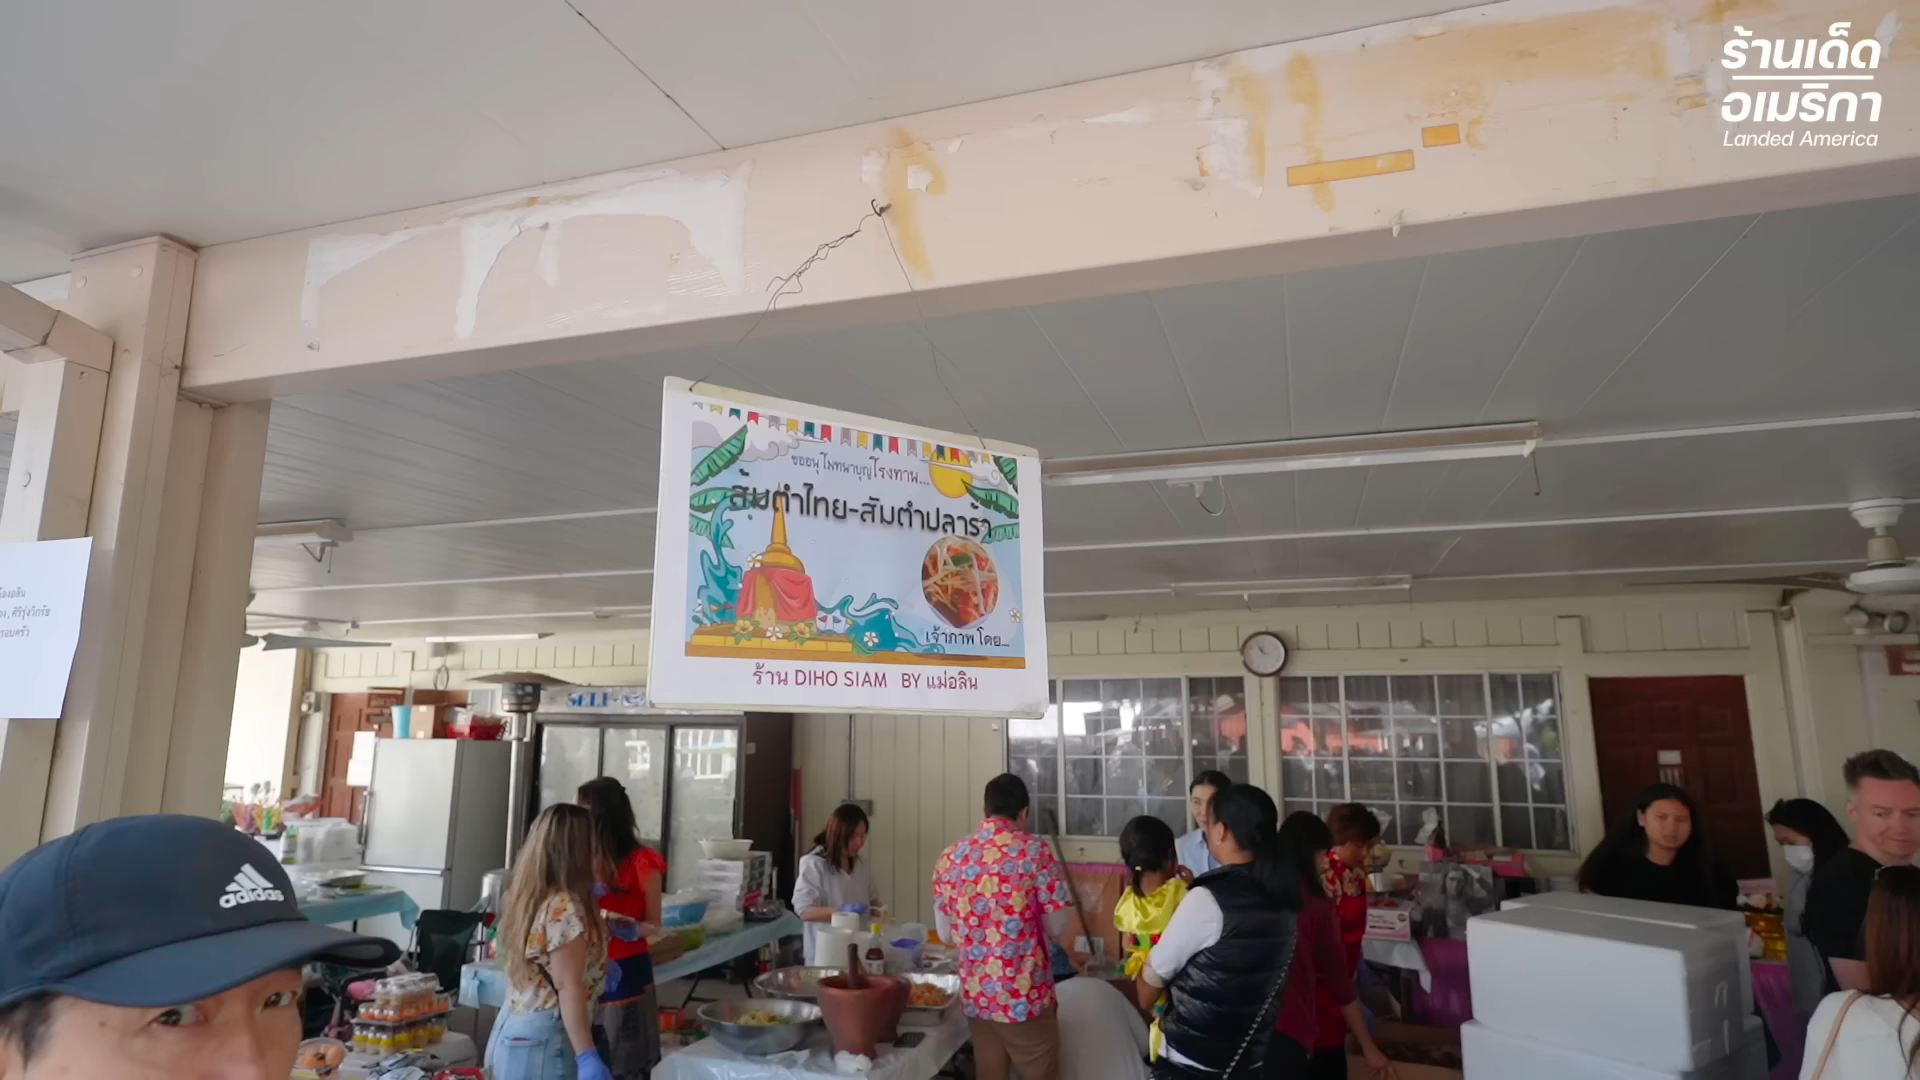 ร้านเด็ด
อเมริกา
Landed America
ขออนุโมทนาบุญโรงทาน...
ส้มตำไทย-ส้มตำปลาร้า
เจ้าภาพ โดย...
ร้าน DIHO SIAM BY แม่อลิน
adidas